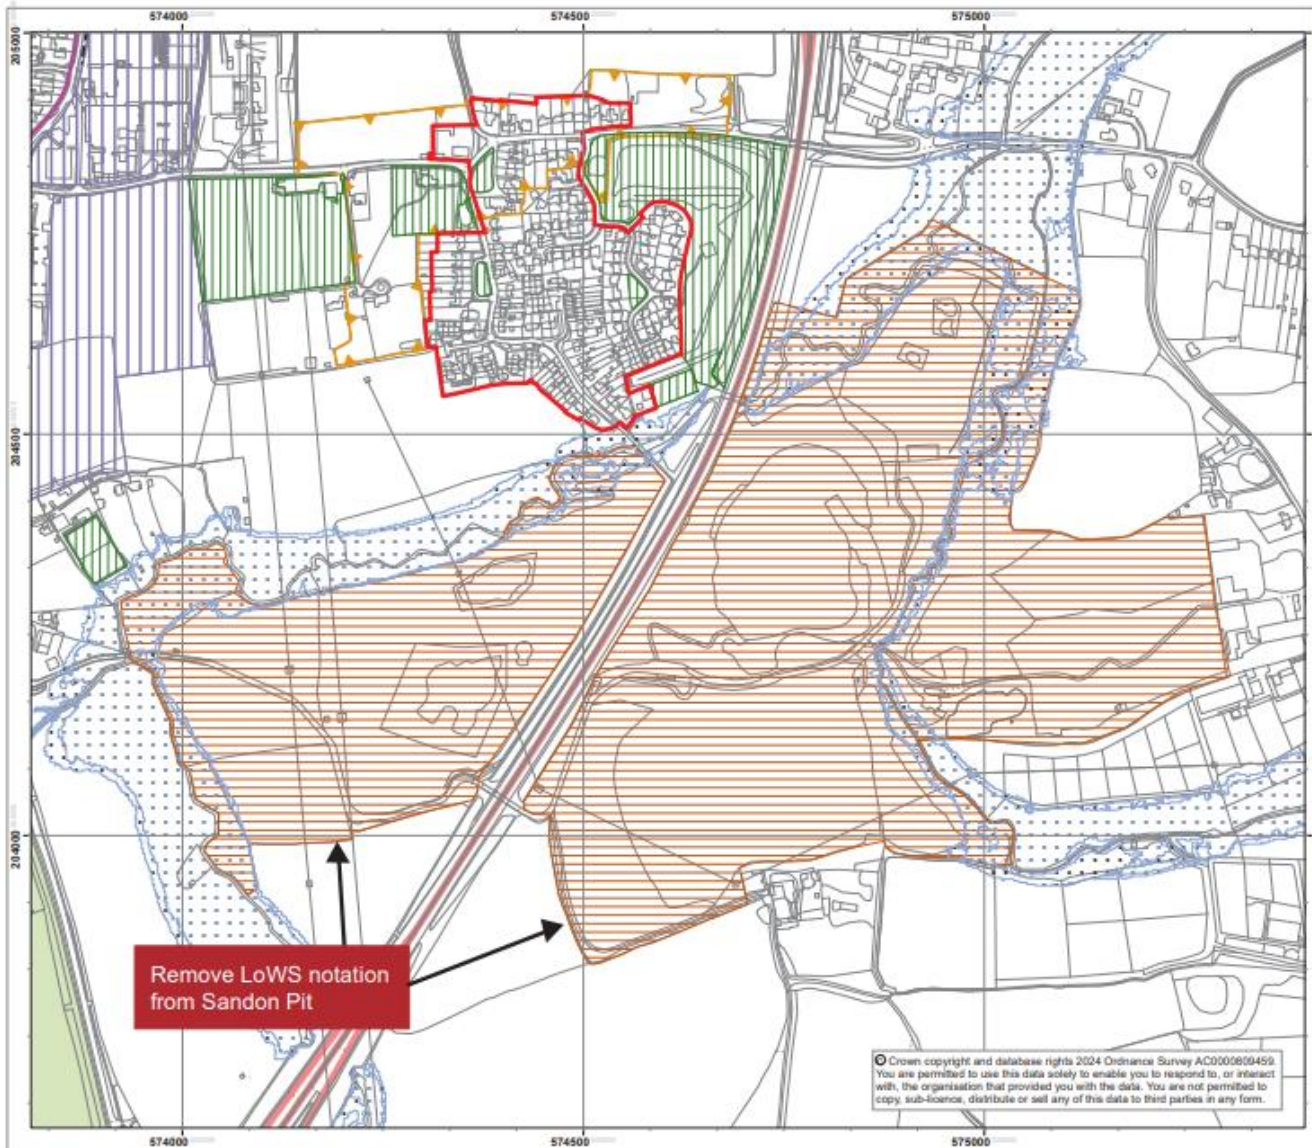 574000
574500
575000
205000
204500
204000
Remove LoWS notation
from Sandon Pit
© Crown copyright and database rights 2024 Ordnance Survey AC0000809459.
You are permitted to use this data solely to enable you to respond to, or interact
with, the organisation that provided you with the data. You are not permitted to
copy, sub-licence, distribute or sell any of this data to third parties in any form.
574000
574500
575000